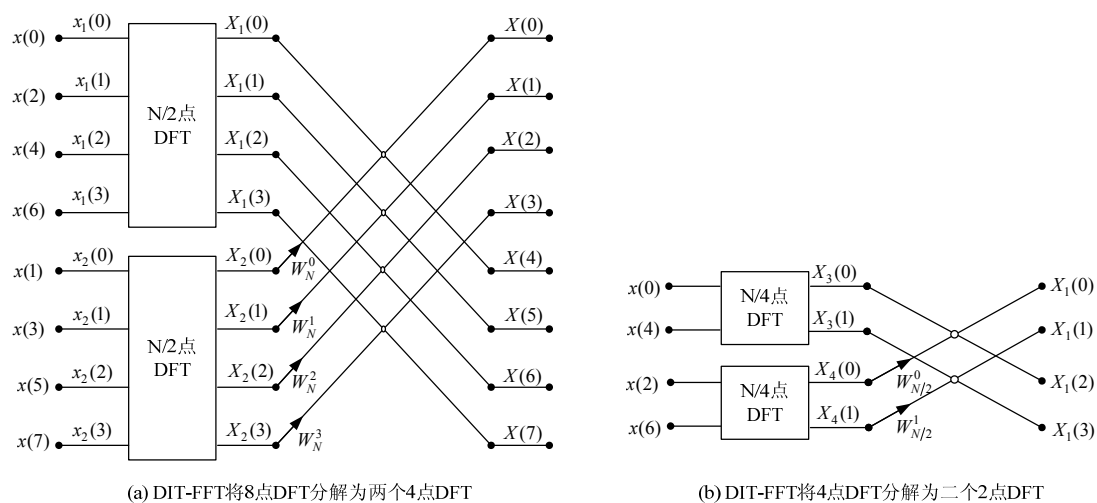 x(0) x₁(0) X₁(0) X(0)
x(2) x₁(1) X₁(1) X(1)
x(4) x₁(2) X₁(2) X(2)
x(6) x₁(3) X₁(3) X(3)
N/2点
DFT
x(1) x₂(0) X₂(0) X(4)
W_N^0
x(3) x₂(1) X₂(1) X(5)
W_N^1
x(5) x₂(2) X₂(2) X(6)
W_N^2
x(7) x₂(3) X₂(3) X(7)
W_N^3
N/2点
DFT
(a) DIT-FFT将8点DFT分解为两个4点DFT
x(0) X₃(0) X₁(0)
x(4) X₃(1) X₁(1)
N/4点
DFT
x(2) X₄(0) X₁(2)
W_{N/2}^0
x(6) X₄(1) X₁(3)
W_{N/2}^1
N/4点
DFT
(b) DIT-FFT将4点DFT分解为二个2点DFT